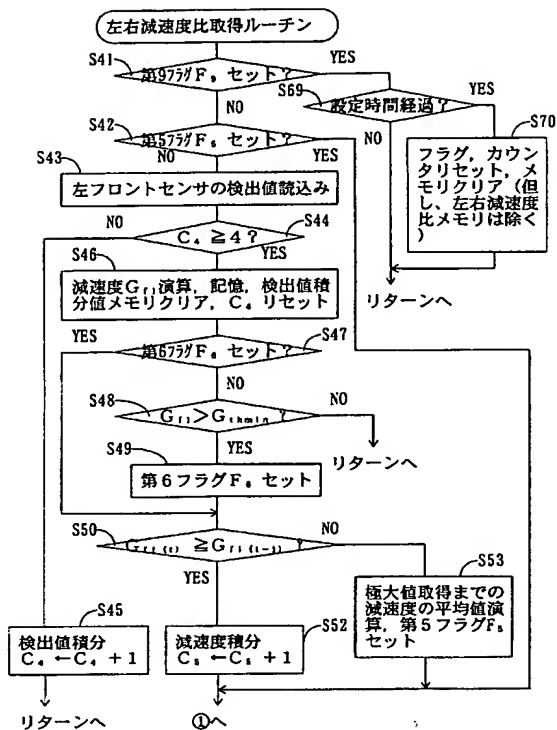 左右減速度比取得ルーチン
S41
第9フラグF₉ セット?
YES
NO
S69
設定時間経過?
YES
NO
S70
フラグ,カウン
タリセット,メ
モリクリア(但
し、左右減速度
比メモリは除く
)
リターンへ
S42
第5フラグF₅ セット?
NO
YES
S43
左フロントセンサの検出値読込み
NO
S44
C₄ ≧4?
YES
S46
減速度Gfl演算,記憶,検出値積
分値メモリクリア,C₄ リセット
YES
S47
第6フラグF₆ セット?
NO
S48
Gfl>Gthmin ?
NO
YES
リターンへ
S49
第6フラグF₆ セット
S50
Gfl(t) ≧Gfl(t-1) ?
NO
YES
S53
極大値取得までの
減速度の平均値演
算,第5フラグF₅
セット
S45
検出値積分
C₄ ←C₄ +1
S52
減速度積分
C₅ ←C₅ +1
リターンへ
①へ